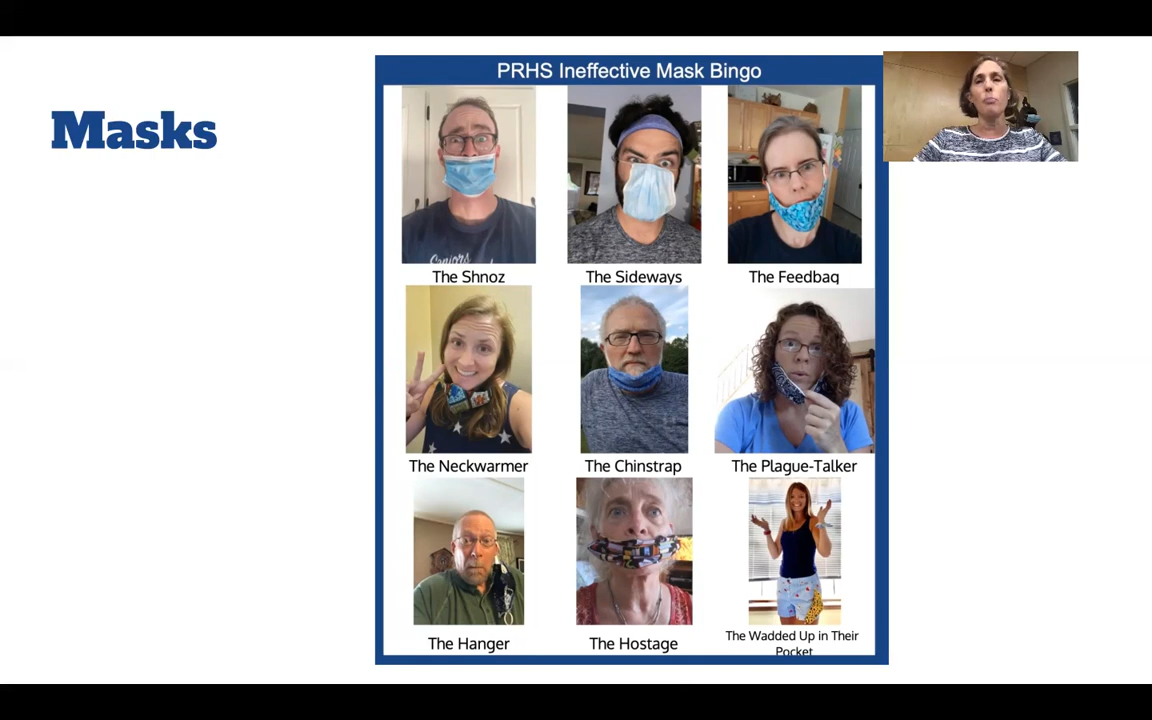 PRHS Ineffective Mask Bingo
Masks
The Shnoz
The Sideways
The Feedbag
The Neckwarmer
The Chinstrap
The Plague-Talker
The Hanger
The Hostage
The Wadded Up in Their
Pocket